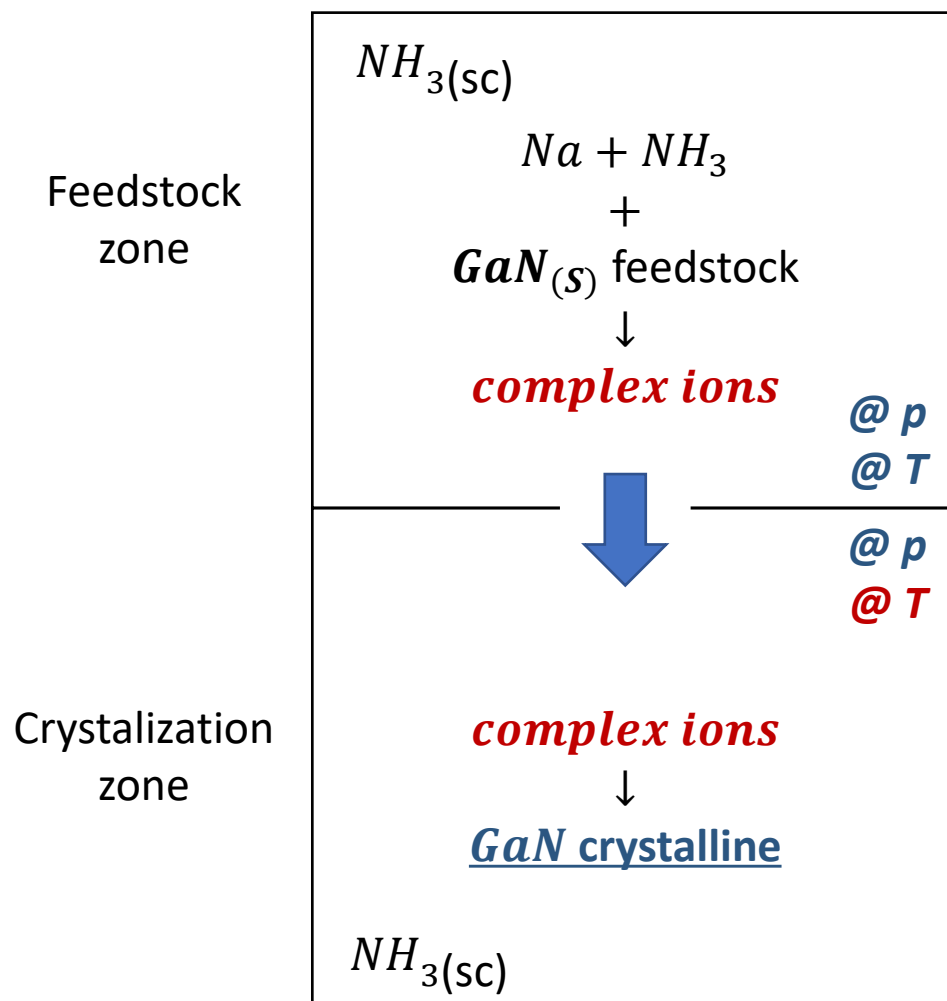 NH₃(sc)
Na + NH₃
+
Feedstock
zone
GaN₍S₎ feedstock
↓
complex ions
@ p
@ T
@ p
@ T
Crystalization
zone
complex ions
↓
GaN crystalline
NH₃(sc)